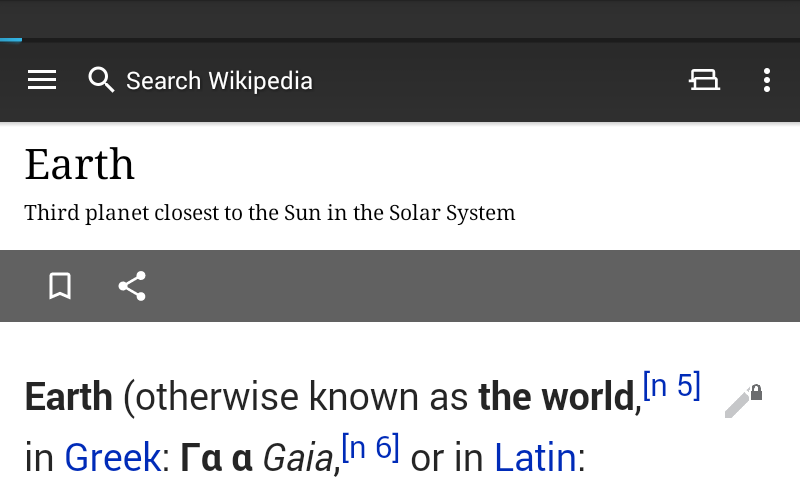 Search Wikipedia
Earth
Third planet closest to the Sun in the Solar System
Earth (otherwise known as the world,[n 5]
in Greek: Γα α Gaia,[n 6] or in Latin: